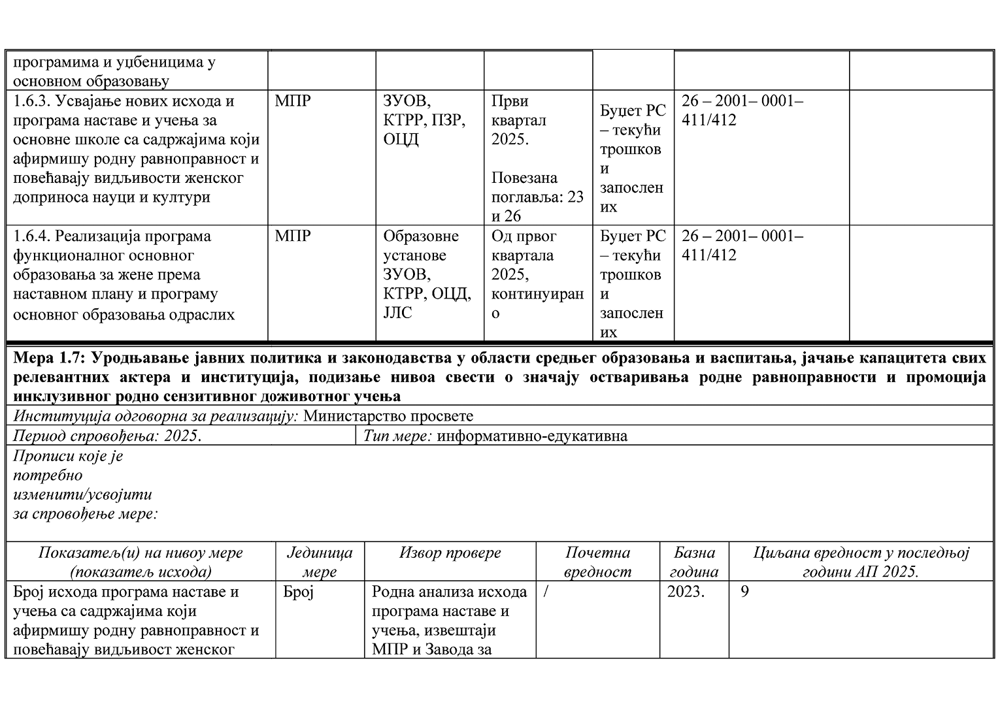 програмима и уџбеницима у
основном образовању
1.6.3. Усвајање нових исхода и
програма наставе и учења за
основне школе са садржајима који
афирмишу родну равноправност и
повећавају видљивости женског
доприноса науци и култури
МПР
ЗУОВ,
КТРР, ПЗР,
ОЦД
Први
квартал
2025.
Повезана
поглавља: 23
и 26
Буџет РС
– текући
трошков
и
запослен
их
26 – 2001– 0001–
411/412
1.6.4. Реализација програма
функционалног основног
образовања за жене према
наставном плану и програму
основног образовања одраслих
МПР
Образовне
установе
ЗУОВ,
КТРР, ОЦД,
ЈЛС
Од првог
квартала
2025,
континуиран
о
Буџет РС
– текући
трошков
и
запослен
их
26 – 2001– 0001–
411/412
Мера 1.7: Уродњавање јавних политика и законодавства у области средњег образовања и васпитања, јачање капацитета свих
релевантних актера и институција, подизање нивоа свести о значају остваривања родне равноправности и промоција
инклузивног родно сензитивног доживотног учења
Институција одговорна за реализацију: Министарство просвете
Период спровођења: 2025.
Тип мере: информативно-едукативна
Прописи које је
потребно
изменити/усвојити
за спровођење мере:
Показатељ(и) на нивоу мере
(показатељ исхода)
Јединица
мере
Извор провере
Почетна
вредност
Базна
година
Циљана вредност у последњој
години АП 2025.
Број исхода програма наставе и
учења са садржајима који
афирмишу родну равноправност и
повећавају видљивост женског
Број
Родна анализа исхода
програма наставе и
учења, извештаји
МПР и Завода за
/
2023.
9